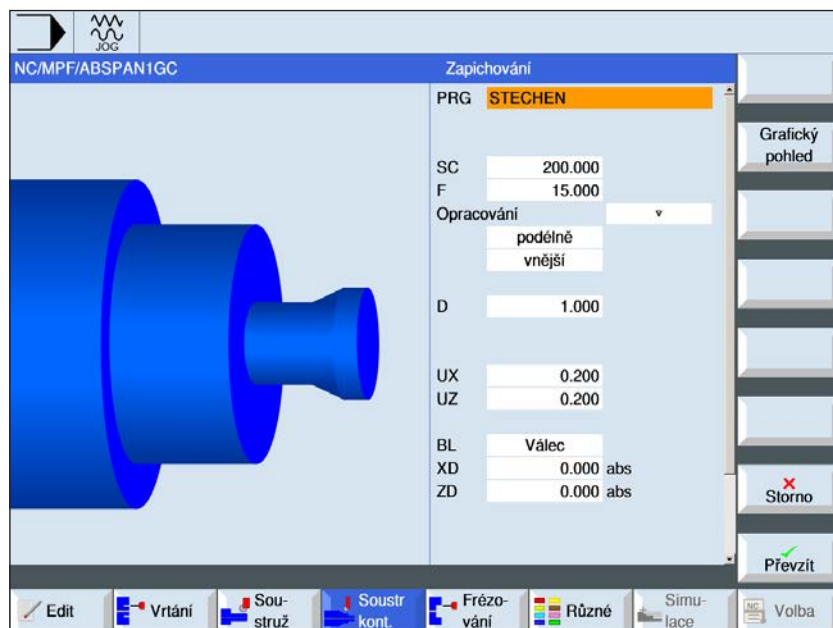 JOG
NC/MPF/ABSPAN1GC
Zapichování
PRG STECHEN
SC 200.000
F 15.000
Opracování ▿
podélně
vnější
D 1.000
UX 0.200
UZ 0.200
BL Válec
XD 0.000 abs
ZD 0.000 abs
Grafický
pohled
Storno
Převzít
Edit
Vrtání
Sou-
struž
Soustr
kont.
Frézo-
vání
Různé
Simu-
lace
NC
Volba